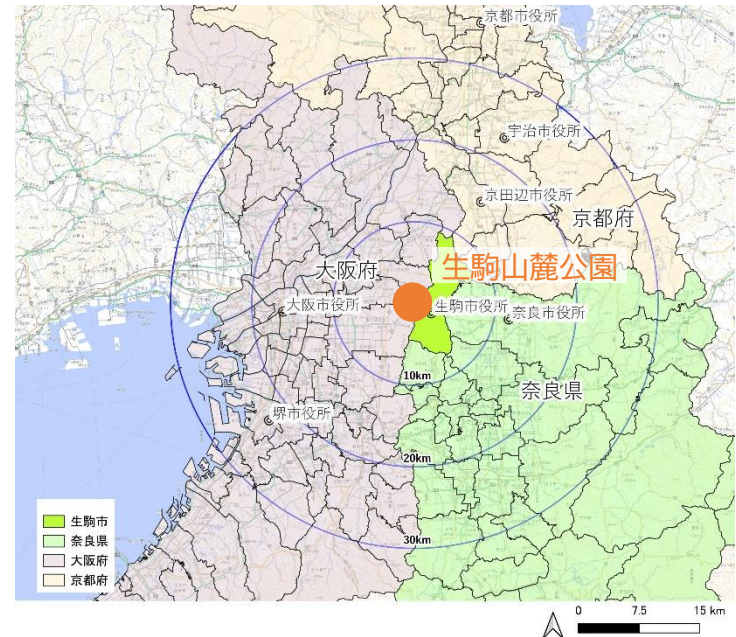 京都市役所
宇治市役所
京田辺市役所
京都府
大阪府
生駒山麓公園
大阪市役所
生駒市役所
奈良市役所
10km
奈良県
堺市役所
20km
30km
生駒市
奈良県
大阪府
京都府
0 7.5 15 km